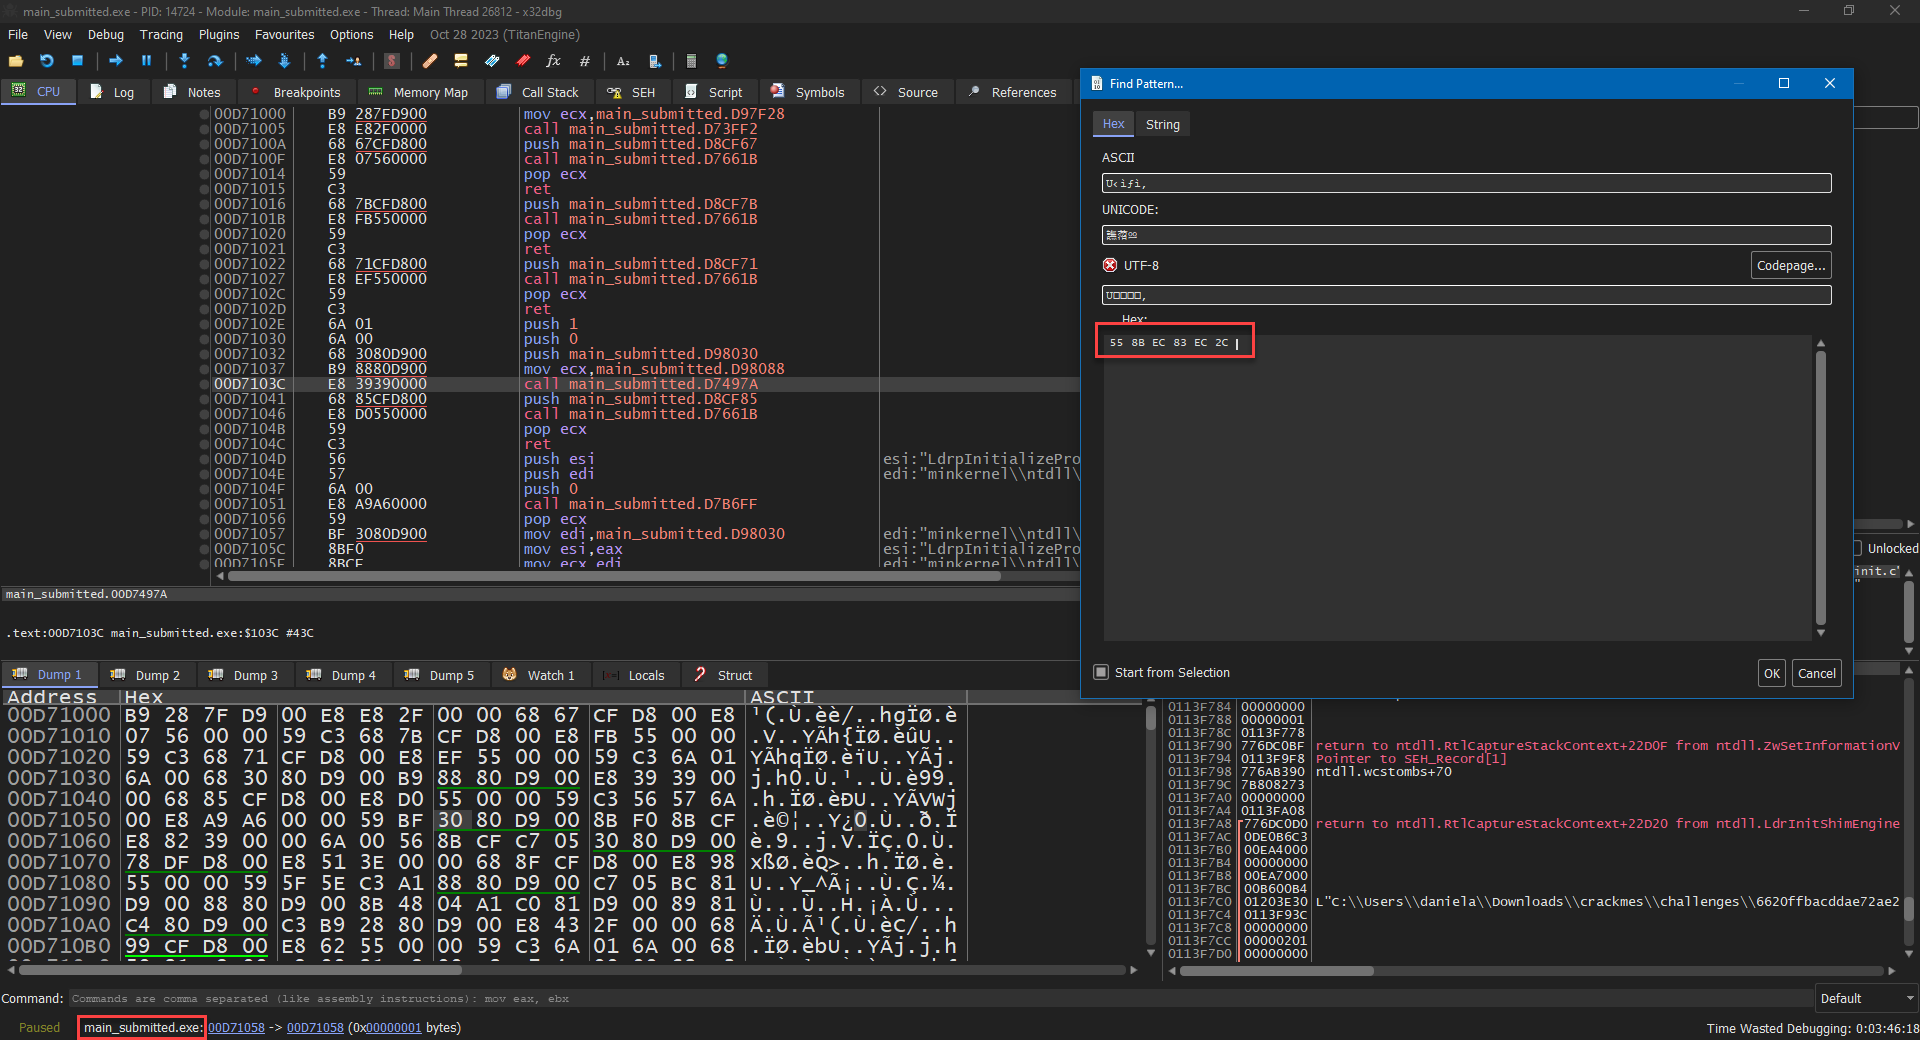 main_submitted.exe - PID: 14724 - Module: main_submitted.exe - Thread: Main Thread 26812 - x32dbg
File View Debug Tracing Plugins Favourites Options Help Oct 28 2023 (TitanEngine)
CPU Log Notes Breakpoints Memory Map Call Stack SEH Script Symbols Source References
00D71000 B9 287FD900 mov ecx,main_submitted.D97F28
00D71005 E8 E82F0000 call main_submitted.D73FF2
00D7100A 68 67CFD800 push main_submitted.D8CF67
00D7100F E8 07560000 call main_submitted.D7661B
00D71014 59 pop ecx
00D71015 C3 ret
00D71016 68 7BCFD800 push main_submitted.D8CF7B
00D7101B E8 FB550000 call main_submitted.D7661B
00D71020 59 pop ecx
00D71021 C3 ret
00D71022 68 71CFD800 push main_submitted.D8CF71
00D71027 E8 EF550000 call main_submitted.D7661B
00D7102C 59 pop ecx
00D7102D C3 ret
00D7102E 6A 01 push 1
00D71030 6A 00 push 0
00D71032 68 3080D900 push main_submitted.D98030
00D71037 B9 8880D900 mov ecx,main_submitted.D98088
00D7103C E8 39390000 call main_submitted.D7497A
00D71041 68 85CFD800 push main_submitted.D8CF85
00D71046 E8 D0550000 call main_submitted.D7661B
00D7104B 59 pop ecx
00D7104C C3 ret
00D7104D 56 push esi esi:"LdrpInitializePro
00D7104E 57 push edi edi:"minkernel\\ntdll\
00D7104F 6A 00 push 0
00D71051 E8 A9A60000 call main_submitted.D7B6FF
00D71056 59 pop ecx
00D71057 BF 3080D900 mov edi,main_submitted.D98030 edi:"minkernel\\ntdll\
00D7105C 8BF0 mov esi,eax esi:"LdrpInitializePro
00D7105E 8BCF mov ecx,edi edi:"minkernel\\ntdll\
main_submitted.00D7497A
.text:00D7103C main_submitted.exe:$103C #43C
Find Pattern...
Hex String
ASCII
U‹ìƒì,
UNICODE:
UTF-8
Codepage...
Hex:
55 8B EC 83 EC 2C
Start from Selection
OK Cancel
Unlocked
init.c'
"
Dump 1 Dump 2 Dump 3 Dump 4 Dump 5 Watch 1 Locals Struct
Address Hex ASCII
00D71000 B9 28 7F D9 00 E8 E8 2F 00 00 68 67 CF D8 00 E8 ¹(.Ù.èè/..hgÏØ.è
00D71010 07 56 00 00 59 C3 68 7B CF D8 00 E8 FB 55 00 00 .V..YÃh{ÏØ.èûU..
00D71020 59 C3 68 71 CF D8 00 E8 EF 55 00 00 59 C3 6A 01 YÃhqÏØ.èïU..YÃj.
00D71030 6A 00 68 30 80 D9 00 B9 88 80 D9 00 E8 39 39 00 j.h0.Ù.¹..Ù.è99.
00D71040 00 68 85 CF D8 00 E8 D0 55 00 00 59 C3 56 57 6A .h.ÏØ.èÐU..YÃVWj
00D71050 00 E8 A9 A6 00 00 59 BF 30 80 D9 00 8B F0 8B CF .è©¦..Y¿0.Ù..ð.Ï
00D71060 E8 82 39 00 00 6A 00 56 8B CF C7 05 30 80 D9 00 è.9..j.V.ÏÇ.0.Ù.
00D71070 78 DF D8 00 E8 51 3E 00 00 68 8F CF D8 00 E8 98 xßØ.èQ>..h.ÏØ.è.
00D71080 55 00 00 59 5F 5E C3 A1 88 80 D9 00 C7 05 BC 81 U..Y_^Ã¡..Ù.Ç.¼.
00D71090 D9 00 88 80 D9 00 8B 48 04 A1 C0 81 D9 00 89 81 Ù...Ù..H.¡À.Ù...
00D710A0 C4 80 D9 00 C3 B9 28 80 D9 00 E8 43 2F 00 00 68 Ä.Ù.Ã¹(.Ù.èC/..h
00D710B0 99 CF D8 00 E8 62 55 00 00 59 C3 6A 01 6A 00 68 .ÏØ.èbU..YÃj.j.h
0113F784 00000000
0113F788 00000001
0113F78C 0113F778
0113F790 776DC0BF return to ntdll.RtlCaptureStackContext+22D0F from ntdll.ZwSetInformationV
0113F794 0113F9F8 Pointer to SEH_Record[1]
0113F798 776AB390 ntdll.wcstombs+70
0113F79C 7B808273
0113F7A0 00000000
0113F7A4 0113FA08
0113F7A8 776DC0D0 return to ntdll.RtlCaptureStackContext+22D20 from ntdll.LdrInitShimEngine
0113F7AC 0DE0B6C3
0113F7B0 00EA4000
0113F7B4 00000000
0113F7B8 00EA7000
0113F7BC 00B600B4
0113F7C0 01203E30 L"C:\\Users\\daniela\\Downloads\\crackmes\\challenges\\6620ffbacddae72ae2
0113F7C4 0113F93C
0113F7C8 00000000
0113F7CC 00000201
0113F7D0 00000000
Command: Commands are comma separated (like assembly instructions): mov eax, ebx
Default
Paused main_submitted.exe: 00D71058 -> 00D71058 (0x00000001 bytes)
Time Wasted Debugging: 0:03:46:18